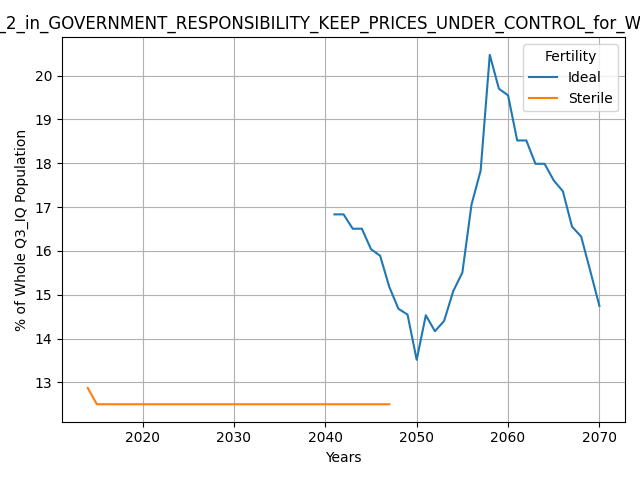 _2_in_GOVERNMENT_RESPONSIBILITY_KEEP_PRICES_UNDER_CONTROL_for_W
Fertility
Ideal
Sterile
% of Whole Q3_IQ Population
20
19
18
17
16
15
14
13
2020 2030 2040 2050 2060 2070
Years